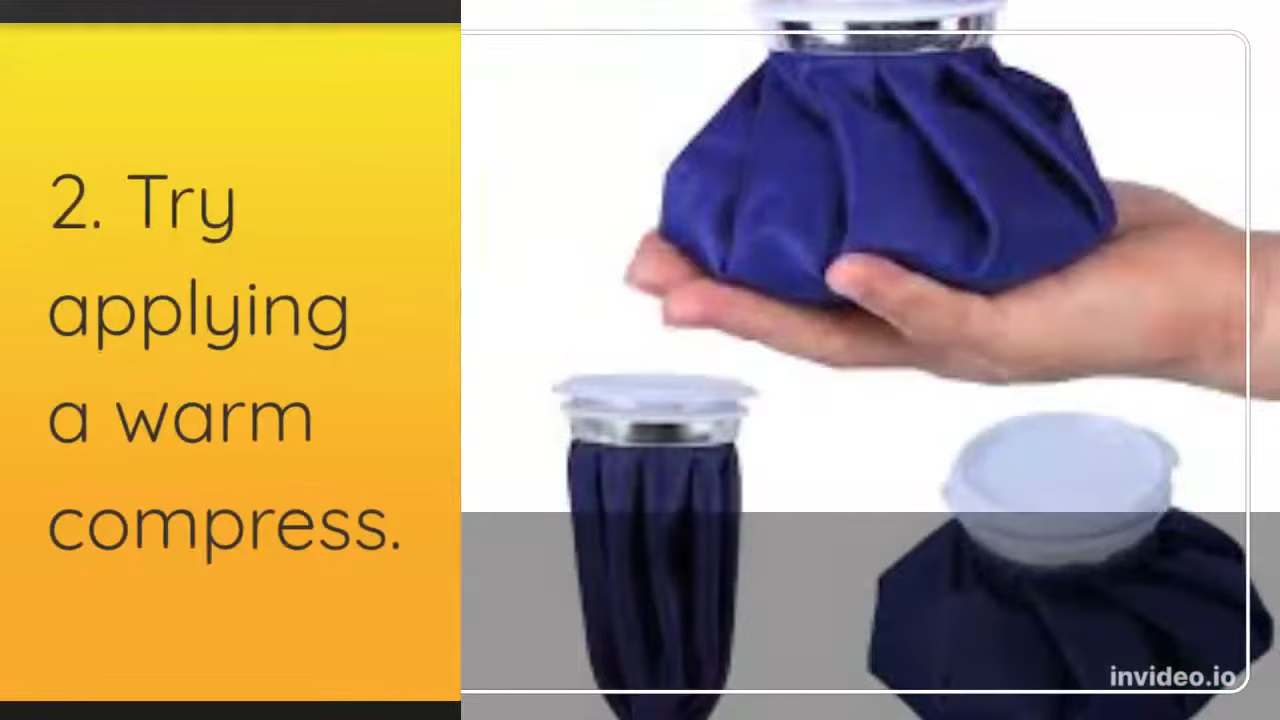 2. Try
applying
a warm
compress.
invideo.io